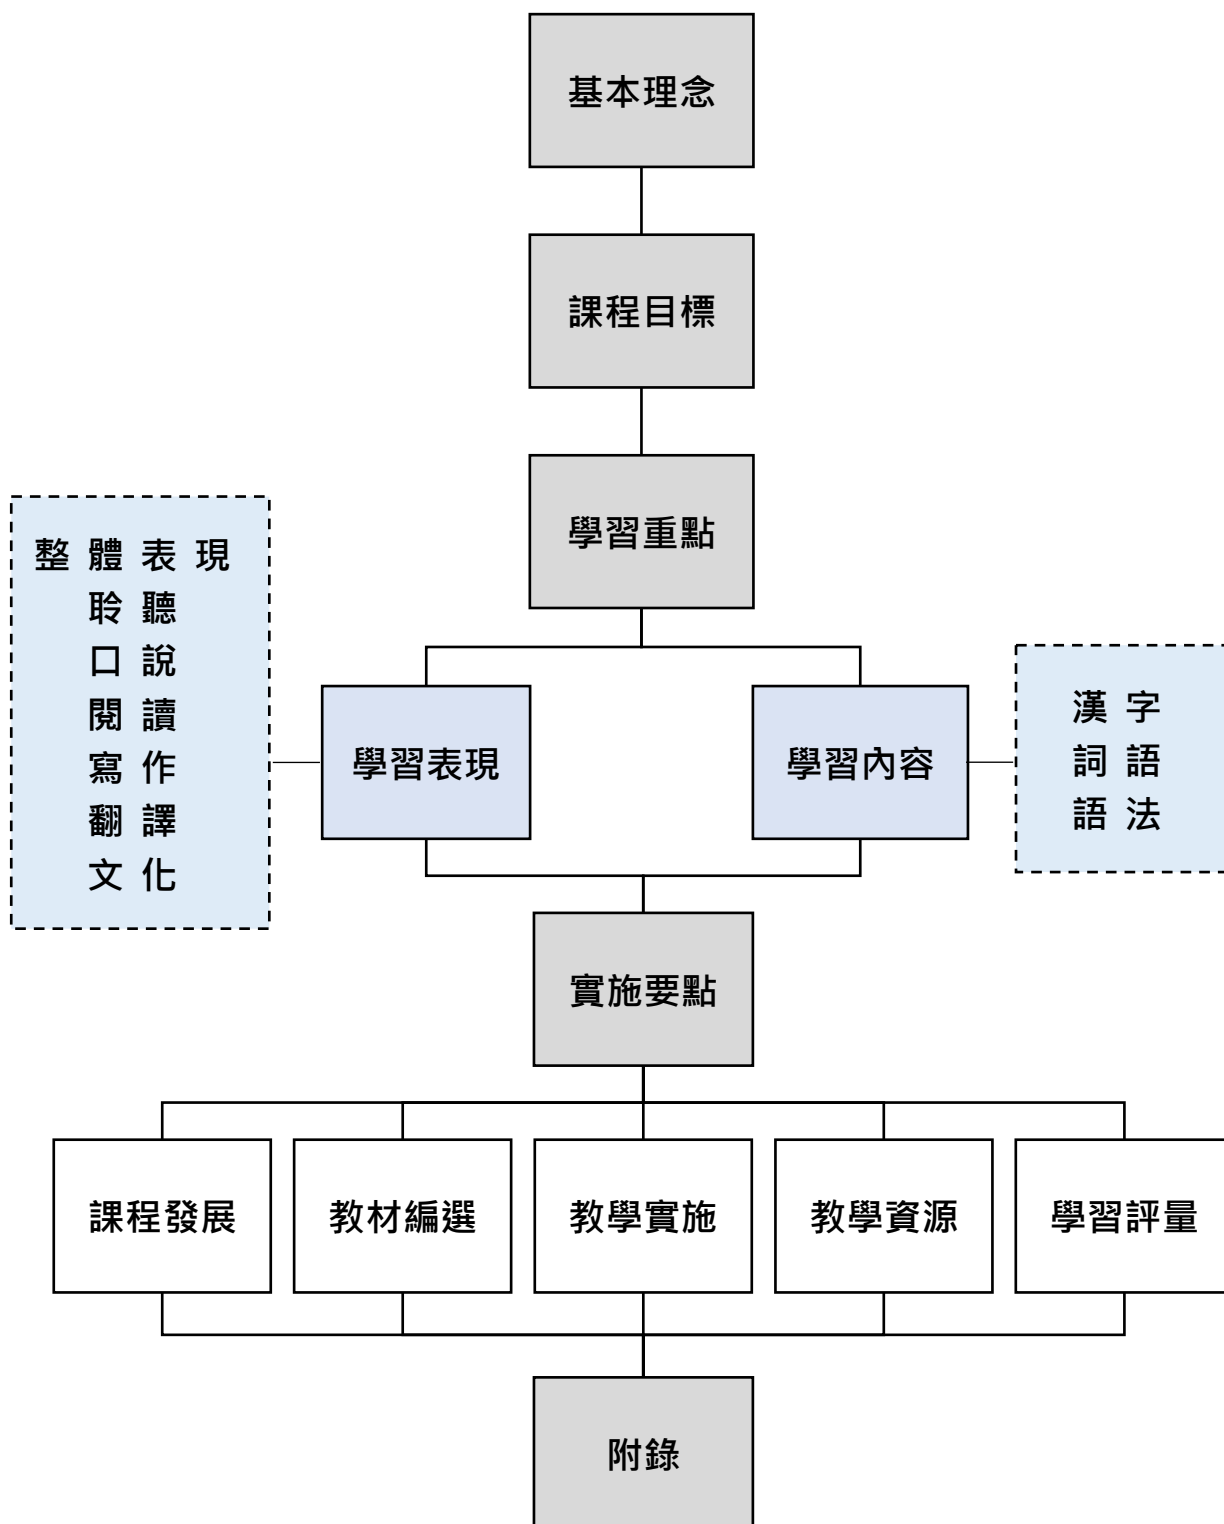 基本理念
課程目標
學習重點
整體表現
聆聽
口說
閱讀
寫作
翻譯
文化
學習表現
學習內容
漢字
詞語
語法
實施要點
課程發展
教材編選
教學實施
教學資源
學習評量
附錄